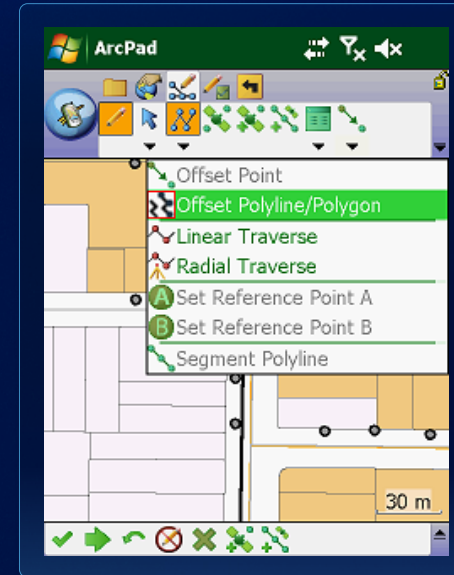 ArcPad
Offset Point
Offset Polyline/Polygon
Linear Traverse
Radial Traverse
A Set Reference Point A
B Set Reference Point B
Segment Polyline
30 m